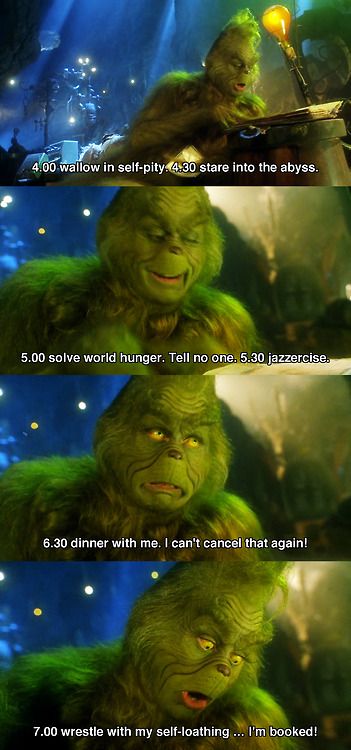 4.00 wallow in self-pity. 4.30 stare into the abyss.
5.00 solve world hunger. Tell no one. 5.30 jazzercise.
6.30 dinner with me. I can't cancel that again!
7.00 wrestle with my self-loathing ... I'm booked!